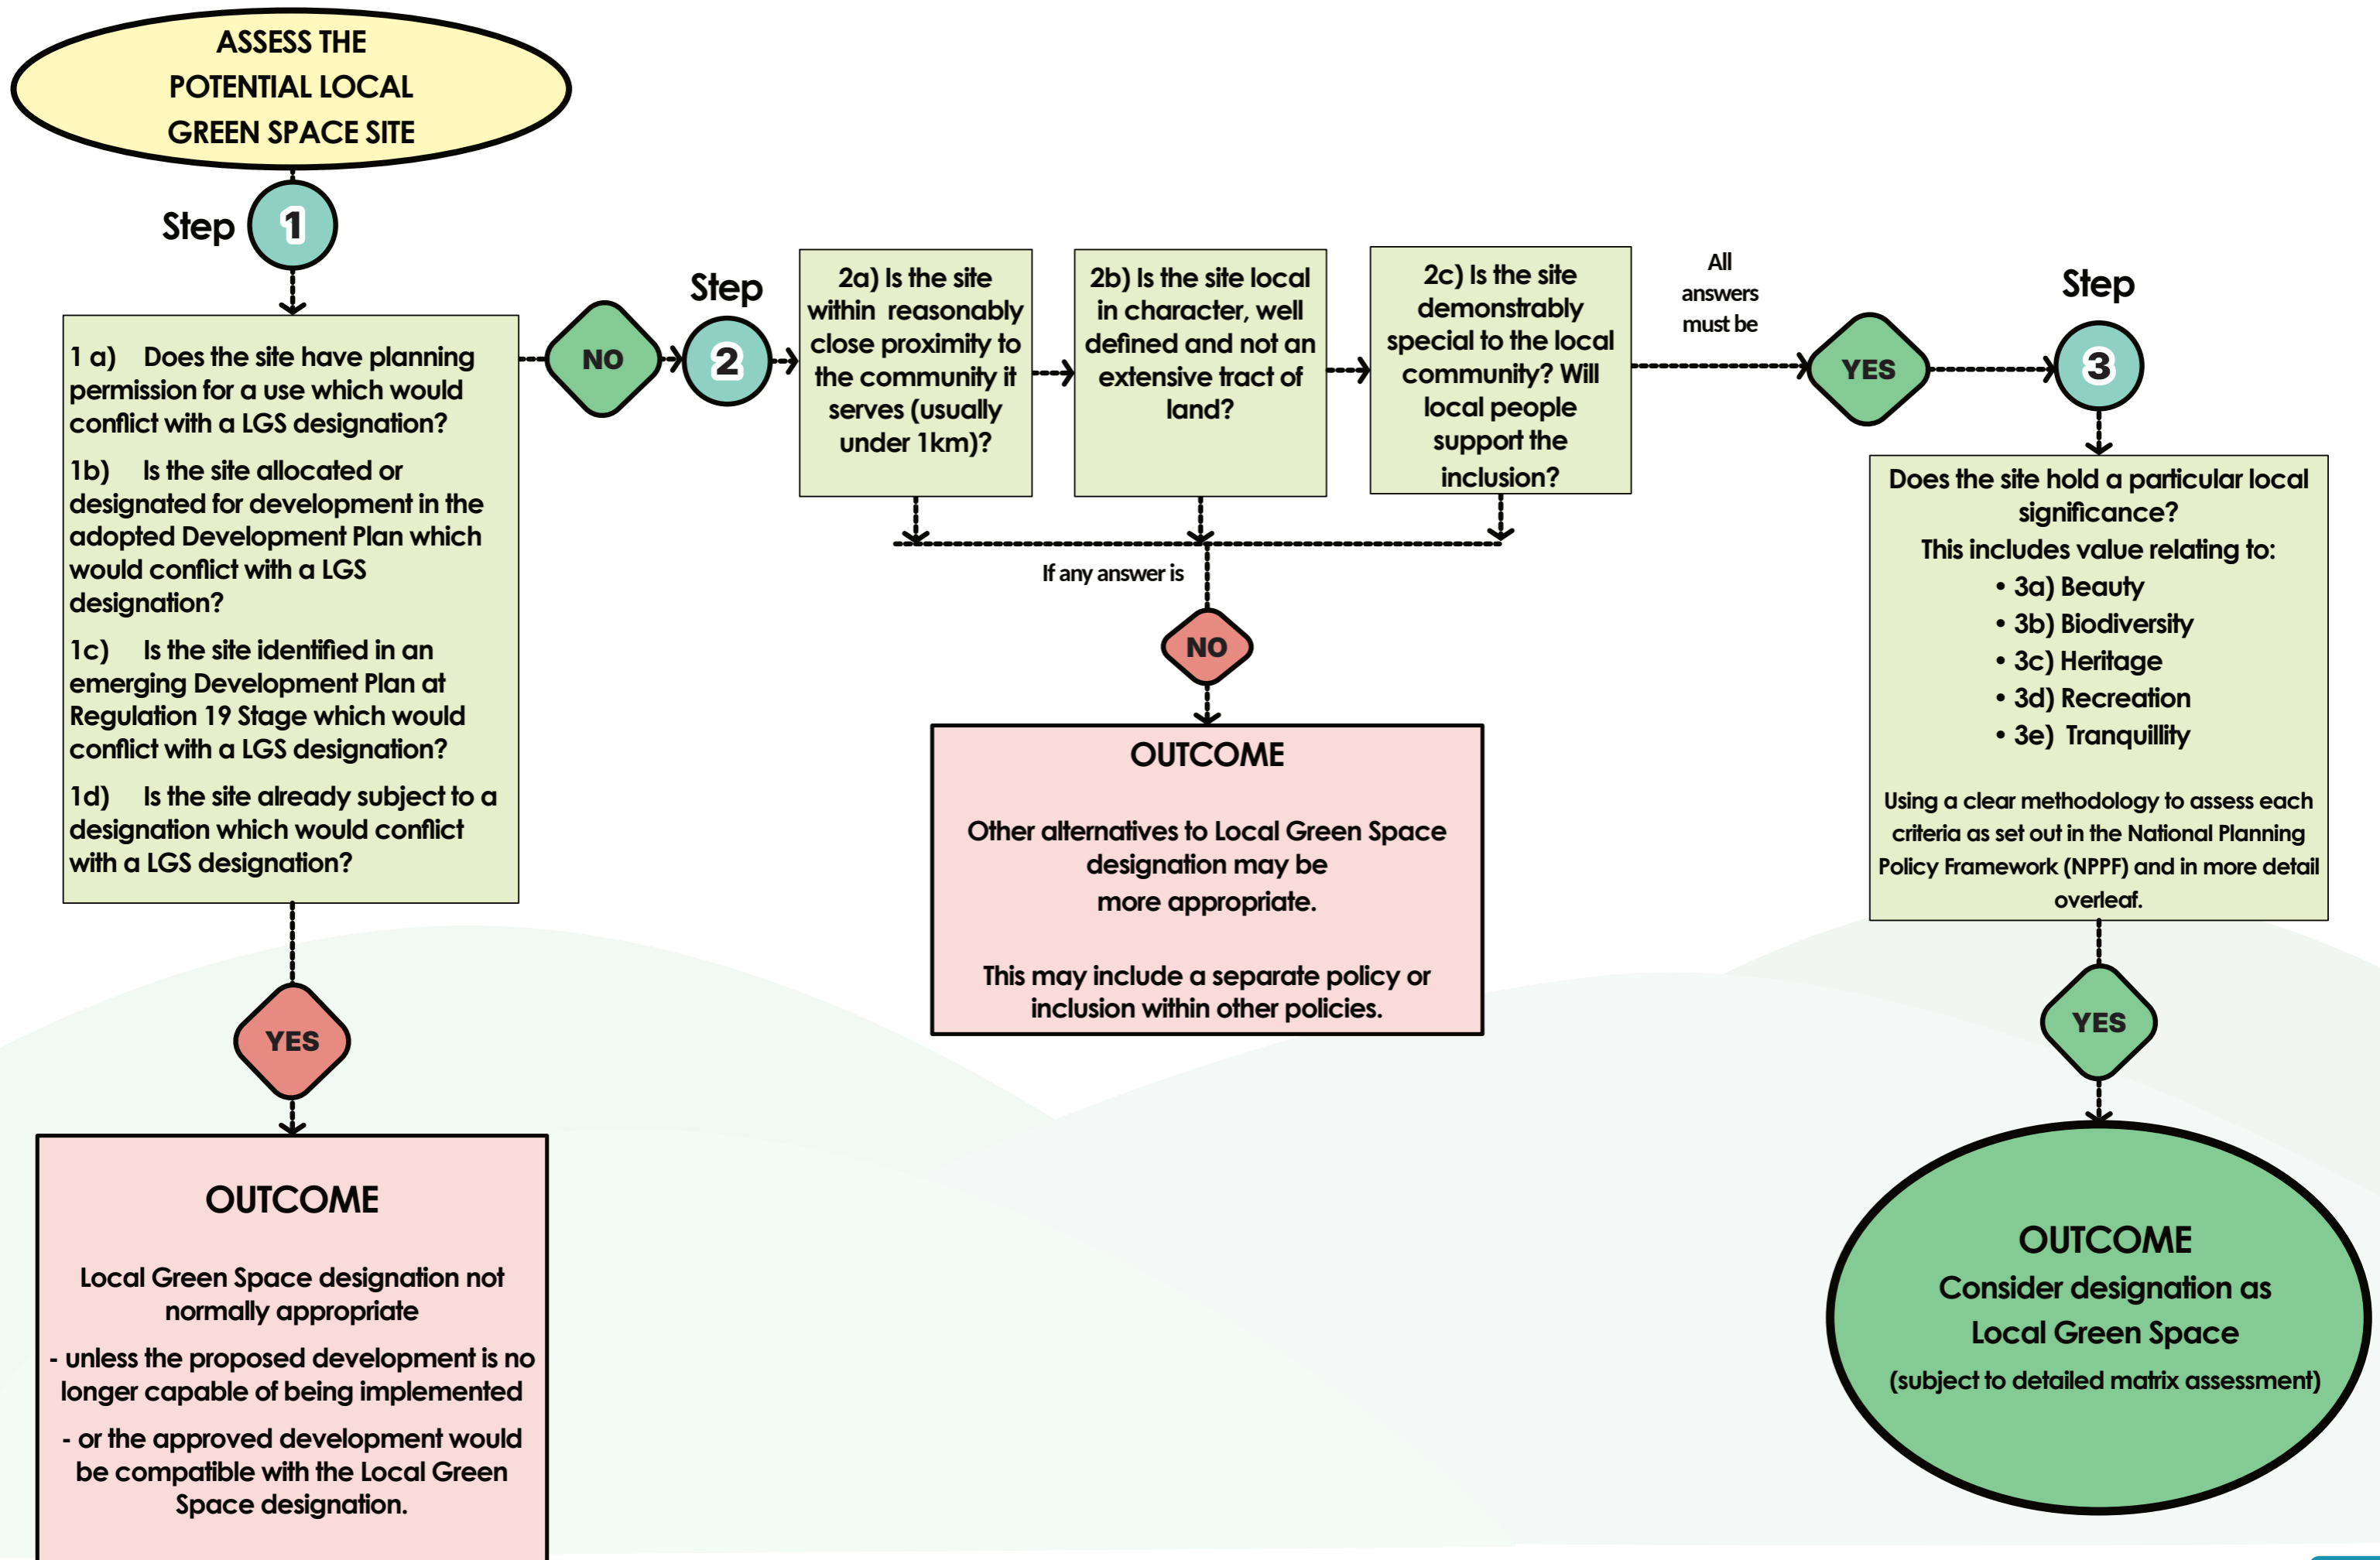 ASSESS THE
POTENTIAL LOCAL
GREEN SPACE SITE
Step 1
1 a) Does the site have planning
permission for a use which would
conflict with a LGS designation?
1b) Is the site allocated or
designated for development in the
adopted Development Plan which
would conflict with a LGS
designation?
1c) Is the site identified in an
emerging Development Plan at
Regulation 19 Stage which would
conflict with a LGS designation?
1d) Is the site already subject to a
designation which would conflict
with a LGS designation?
YES
OUTCOME
Local Green Space designation not
normally appropriate
- unless the proposed development is no
longer capable of being implemented
- or the approved development would
be compatible with the Local Green
Space designation.
NO
Step
2
2a) Is the site
within reasonably
close proximity to
the community it
serves (usually
under 1km)?
2b) Is the site local
in character, well
defined and not an
extensive tract of
land?
2c) Is the site
demonstrably
special to the local
community? Will
local people
support the
inclusion?
If any answer is
NO
OUTCOME
Other alternatives to Local Green Space
designation may be
more appropriate.
This may include a separate policy or
inclusion within other policies.
All
answers
must be
YES
Step
3
Does the site hold a particular local
significance?
This includes value relating to:
• 3a) Beauty
• 3b) Biodiversity
• 3c) Heritage
• 3d) Recreation
• 3e) Tranquillity
Using a clear methodology to assess each
criteria as set out in the National Planning
Policy Framework (NPPF) and in more detail
overleaf.
YES
OUTCOME
Consider designation as
Local Green Space
(subject to detailed matrix assessment)